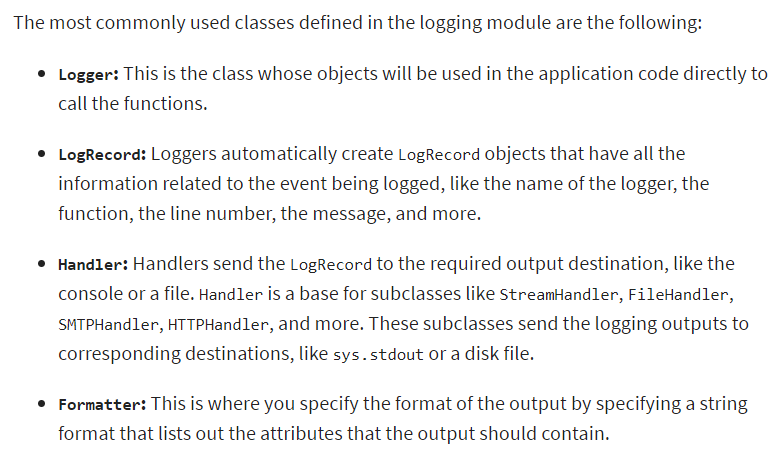 The most commonly used classes defined in the logging module are the following:
• Logger: This is the class whose objects will be used in the application code directly to
call the functions.
• LogRecord: Loggers automatically create LogRecord objects that have all the
information related to the event being logged, like the name of the logger, the
function, the line number, the message, and more.
• Handler: Handlers send the LogRecord to the required output destination, like the
console or a file. Handler is a base for subclasses like StreamHandler, FileHandler,
SMTPHandler, HTTPHandler, and more. These subclasses send the logging outputs to
corresponding destinations, like sys.stdout or a disk file.
• Formatter: This is where you specify the format of the output by specifying a string
format that lists out the attributes that the output should contain.